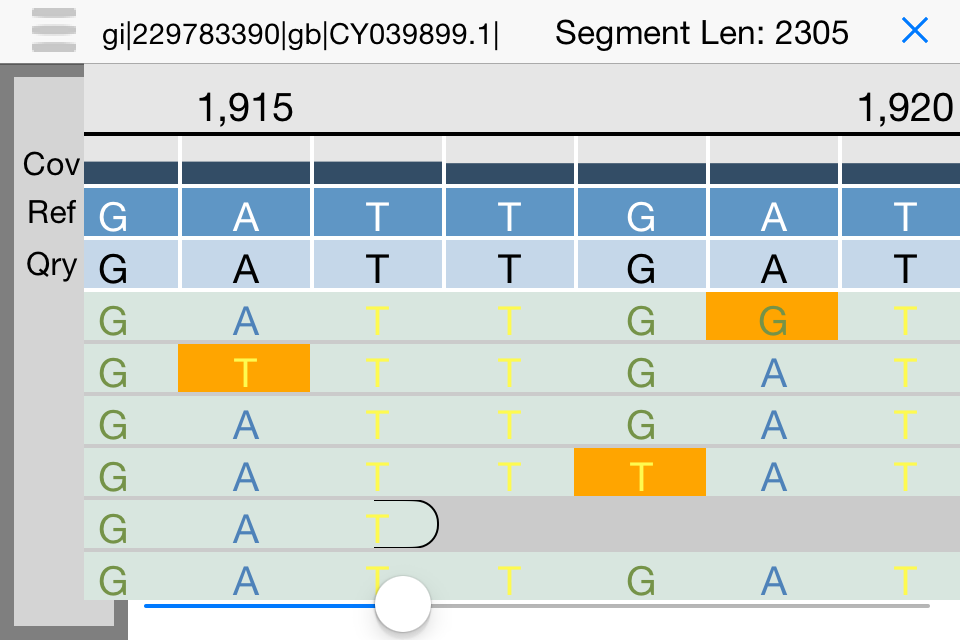 gi|229783390|gb|CY039899.1| Segment Len: 2305
1,915 1,920
Cov
Ref G A T T G A T
Qry G A T T G A T
G A T T G G T
G T T T G A T
G A T T G A T
G A T T T A T
G A T
G A T T G A T